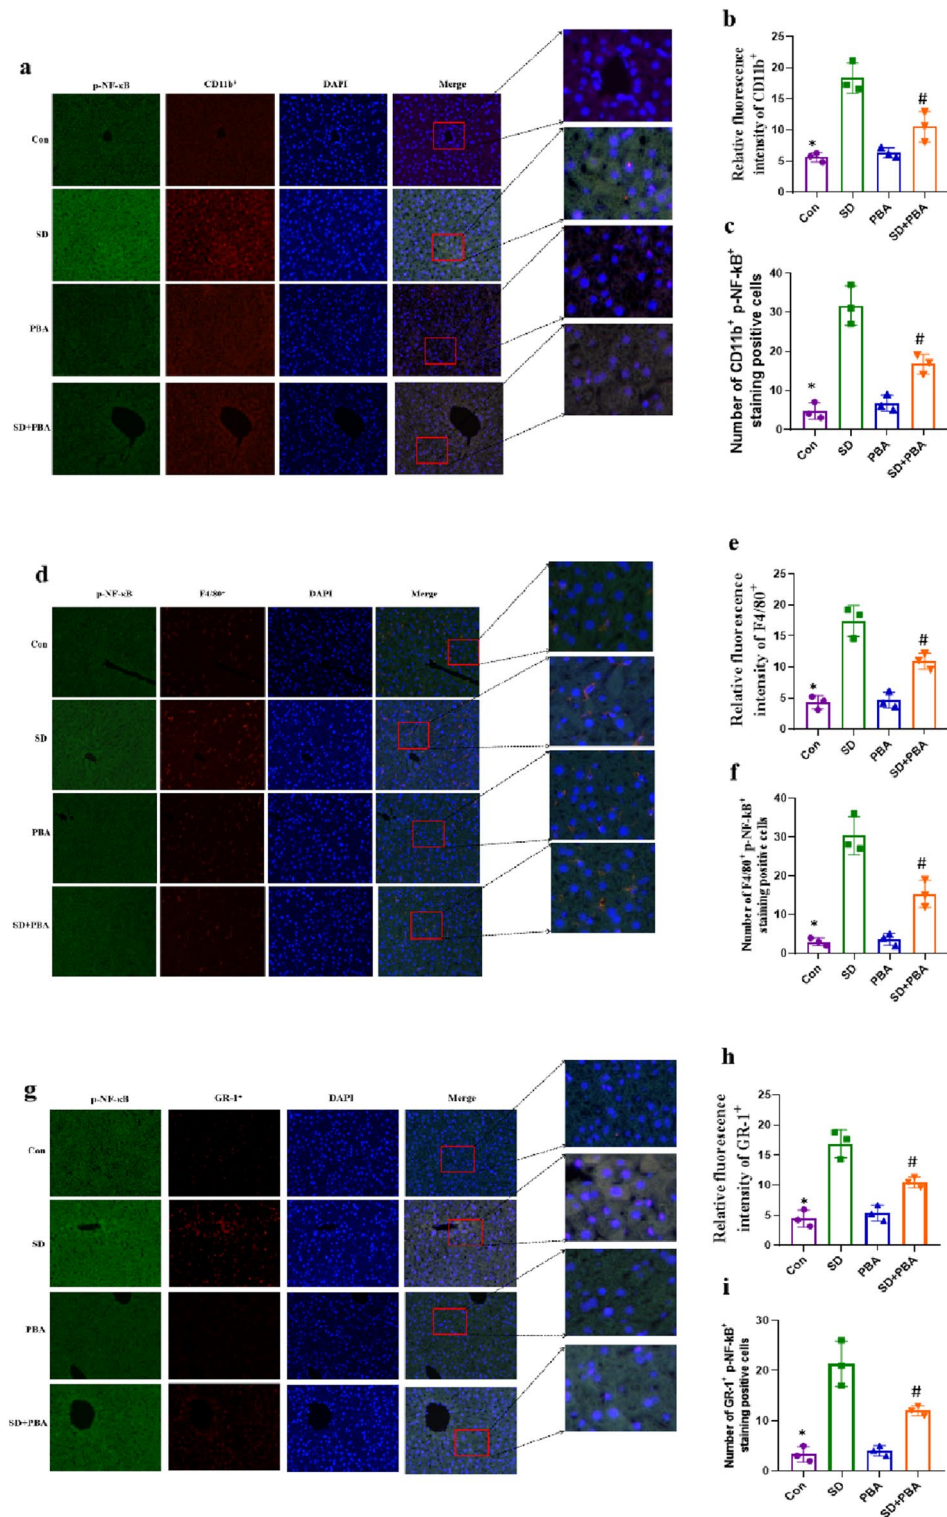 a
p-NF-κB CD11b⁺ DAPI Merge
Con
SD
PBA
SD+PBA
b
Relative fluorescence
intensity of CD11b⁺
25
20
15
10
5
0
*
#
Con SD PBA SD+PBA
c
Number of CD11b⁺ p-NF-kB⁺
staining positive cells
40
30
20
10
0
*
#
Con SD PBA SD+PBA
d
p-NF-κB F4/80⁺ DAPI Merge
Con
SD
PBA
SD+PBA
e
Relative fluorescence
intensity of F4/80⁺
25
20
15
10
5
0
*
#
Con SD PBA SD+PBA
f
Number of F4/80⁺ p-NF-kB⁺
staining positive cells
40
30
20
10
0
*
#
Con SD PBA SD+PBA
g
p-NF-κB GR-1⁺ DAPI Merge
Con
SD
PBA
SD+PBA
h
Relative fluorescence
intensity of GR-1⁺
25
20
15
10
5
0
*
#
Con SD PBA SD+PBA
i
Number of GR-1⁺ p-NF-kB⁺
staining positive cells
30
20
10
0
*
#
Con SD PBA SD+PBA